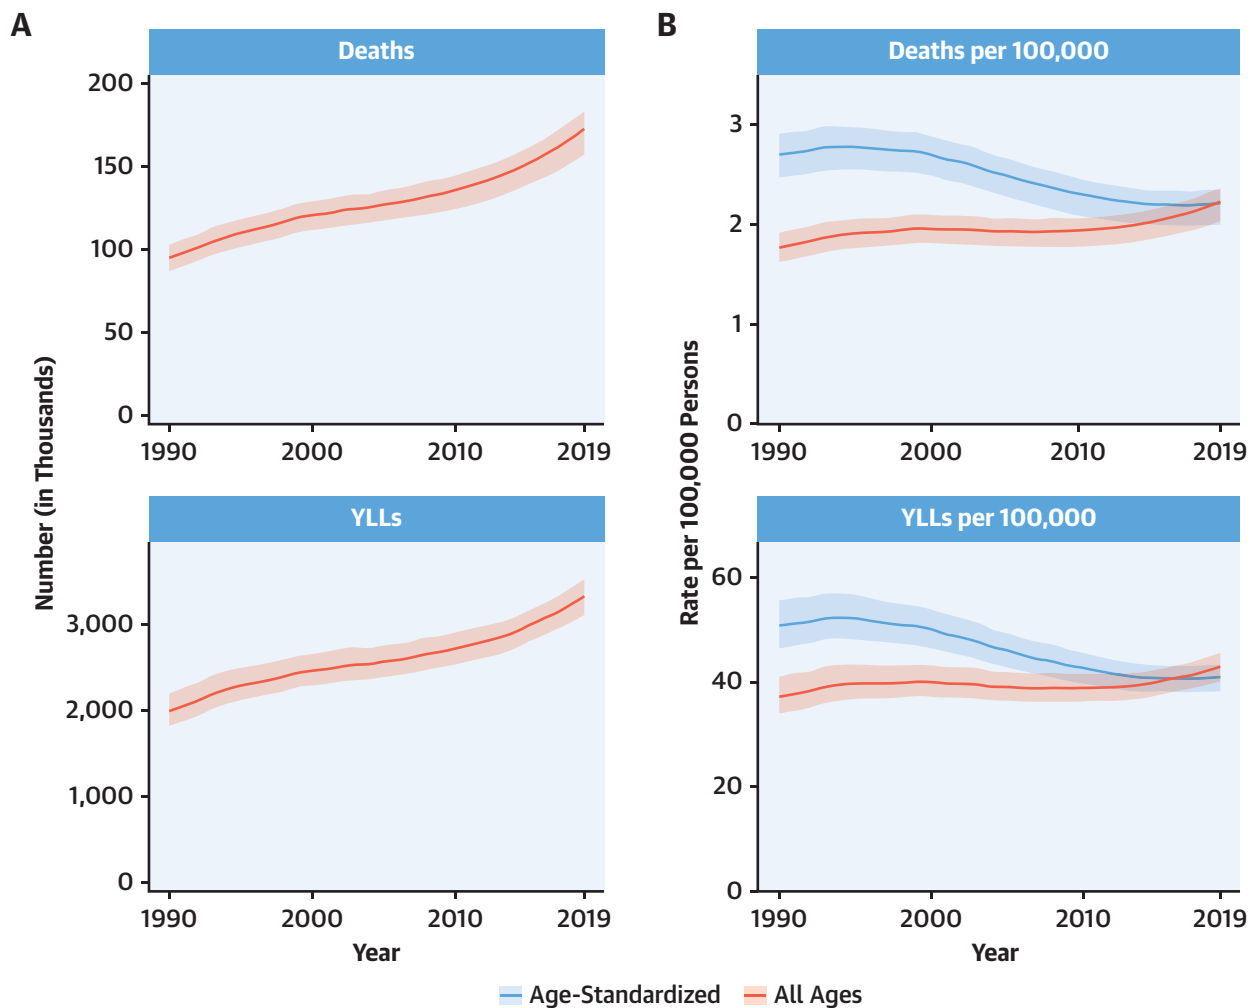 A
Deaths
200
150
100
50
0
1990 2000 2010 2019
YLLs
3,000
2,000
1,000
0
1990 2000 2010 2019
Year
Number (in Thousands)
B
Deaths per 100,000
3
2
1
0
1990 2000 2010 2019
YLLs per 100,000
60
40
20
0
1990 2000 2010 2019
Year
Rate per 100,000 Persons
Age-Standardized All Ages